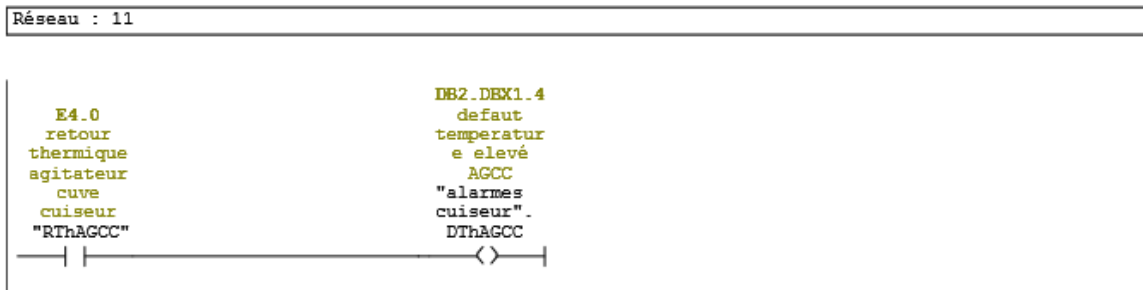 Réseau : 11
E4.0
retour
thermique
agitateur
cuve
cuiseur
"RThAGCC"
DB2.DBX1.4
defaut
temperatur
e elevé
AGCC
"alarmes
cuiseur".
DThAGCC